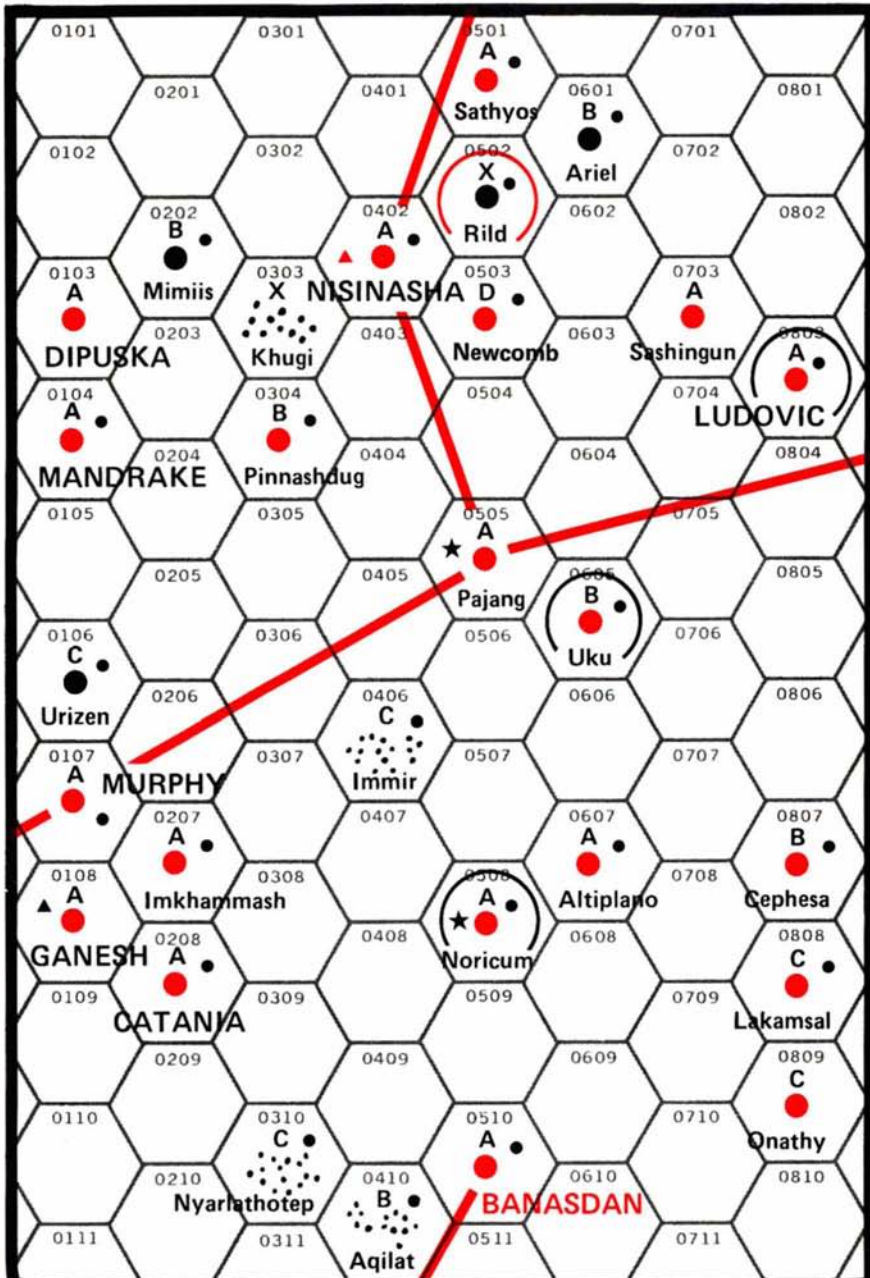 0101 0301 0501 0701
A
0201 0401 0601 0801
Sathyos B
0102 0302 0502 0702
X Ariel
0202 0402 0602 0802
B A Rild
0103 0303 0503 0703
A Mimiis X NISINASHA D A
0203 0403 0603 0803
DIPUSKA Khugi Newcomb Sashingun A
0104 0304 0504 0704
A B LUDOVIC
0204 0404 0604 0804
MANDRAKE Pinnashdug
0105 0305 0505 0705
A
0205 0405 0605 0805
Pajang B
0106 0306 0506 0706
C Uku
0206 0406 0606 0806
Urizen C
0107 0307 0507 0707
A MURPHY Immir
0207 0407 0607 0807
A A B
0108 0308 0508 0708
A Imkhammash A Altiplano Cephesa
0208 0408 0608 0808
GANESH A Noricum C
0109 0309 0509 0709
CATANIA Lakamsal
0209 0409 0609 0809
C
0110 0310 0510 0710
C A Onathy
0210 0410 0610 0810
Nyarlathotep B BANASDAN
0111 0311 0511 0711
Aqilat